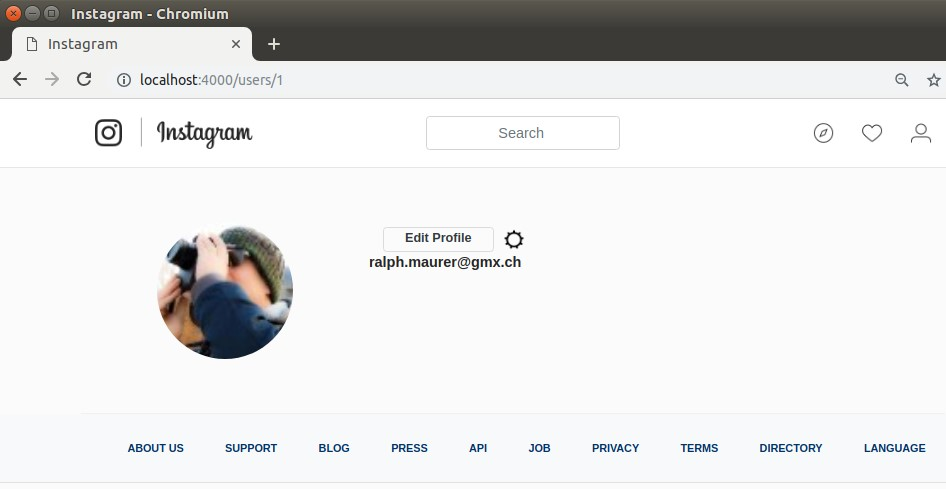 Instagram - Chromium
Instagram
localhost:4000/users/1
Instagram Search
Edit Profile
ralph.maurer@gmx.ch
ABOUT US SUPPORT BLOG PRESS API JOB PRIVACY TERMS DIRECTORY LANGUAGE